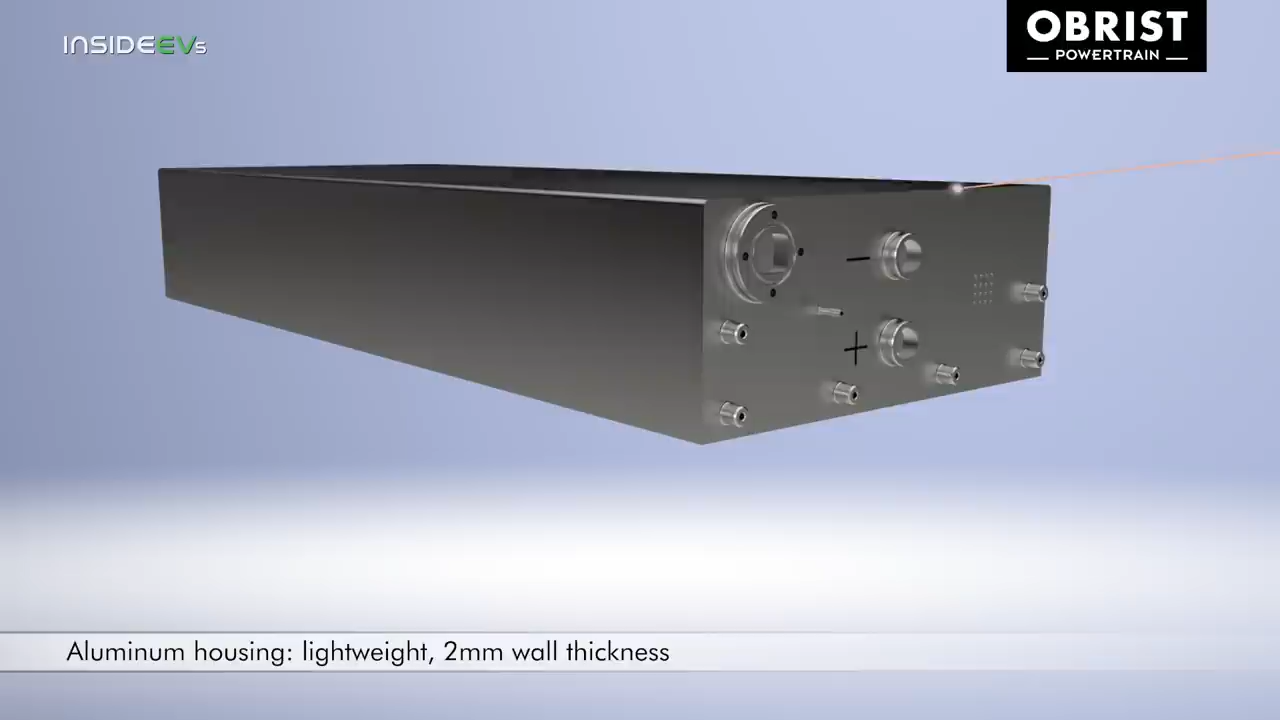 INSIDEEVs
OBRIST
POWERTRAIN
−
+
Aluminum housing: lightweight, 2mm wall thickness